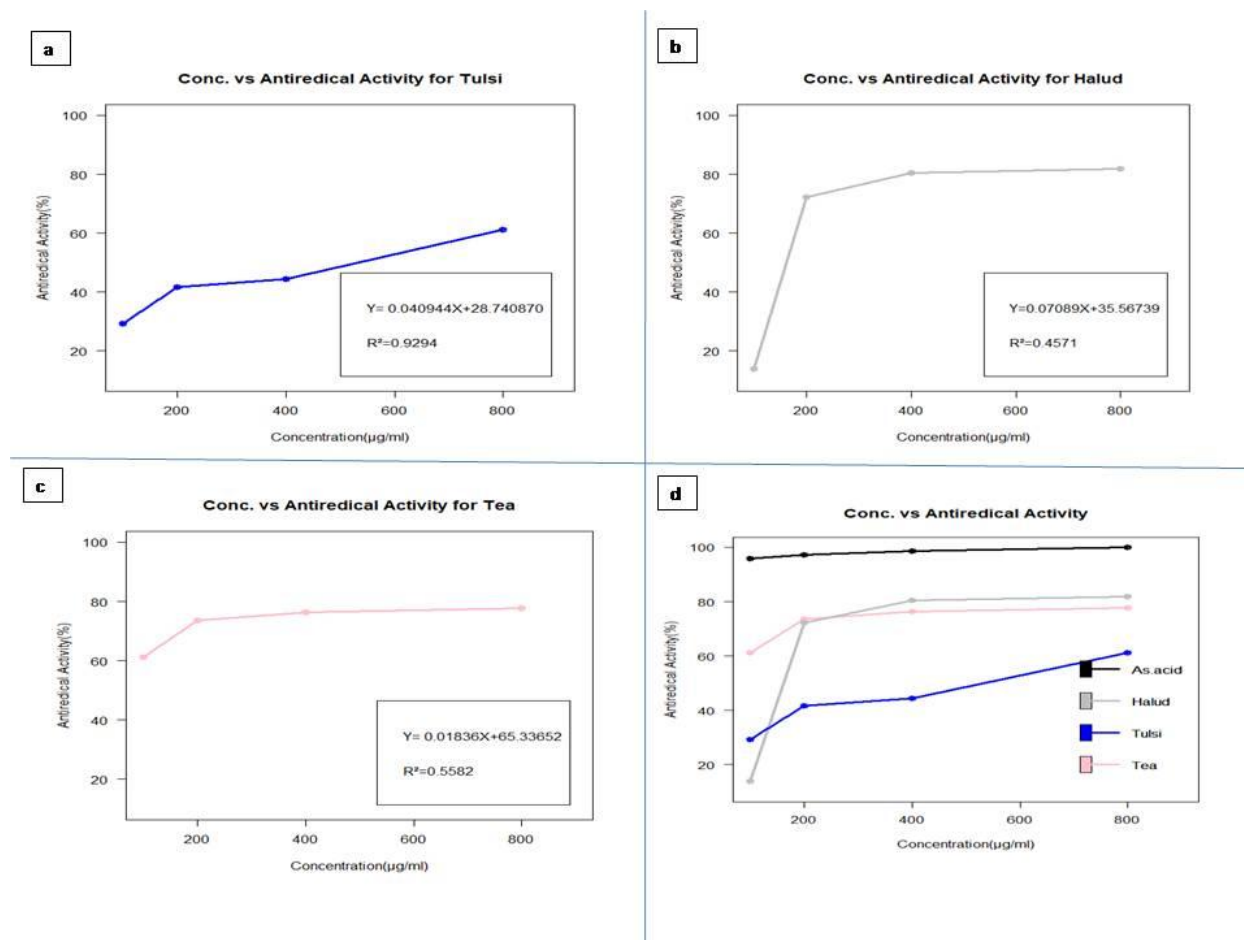 a
Conc. vs Antiredical Activity for Tulsi
Antiredical Activity(%)
100
80
60
40
20
Y= 0.040944X+28.740870
R²=0.9294
200 400 600 800
Concentration(µg/ml)
b
Conc. vs Antiredical Activity for Halud
Antiredical Activity(%)
100
80
60
40
20
Y=0.07089X+35.56739
R²=0.4571
200 400 600 800
Concentration(µg/ml)
c
Conc. vs Antiredical Activity for Tea
Antiredical Activity(%)
100
80
60
40
20
Y= 0.01836X+65.33652
R²=0.5582
200 400 600 800
Concentration(µg/ml)
d
Conc. vs Antiredical Activity
Antiredical Activity(%)
100
80
60
40
20
As.acid
Halud
Tulsi
Tea
200 400 600 800
Concentration(µg/ml)